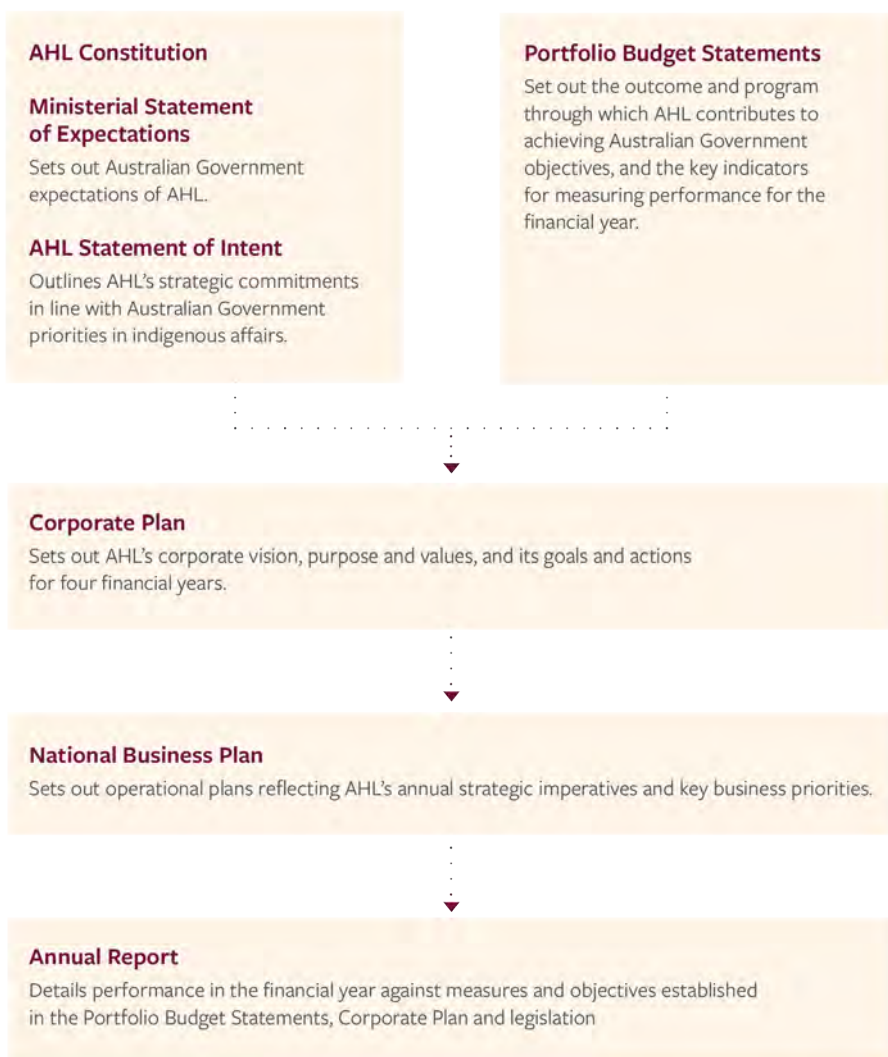 AHL Constitution
Ministerial Statement
of Expectations
Sets out Australian Government
expectations of AHL.
AHL Statement of Intent
Outlines AHL’s strategic commitments
in line with Australian Government
priorities in indigenous affairs.
Portfolio Budget Statements
Set out the outcome and program
through which AHL contributes to
achieving Australian Government
objectives, and the key indicators
for measuring performance for the
financial year.
Corporate Plan
Sets out AHL’s corporate vision, purpose and values, and its goals and actions
for four financial years.
National Business Plan
Sets out operational plans reflecting AHL’s annual strategic imperatives and key business priorities.
Annual Report
Details performance in the financial year against measures and objectives established
in the Portfolio Budget Statements, Corporate Plan and legislation